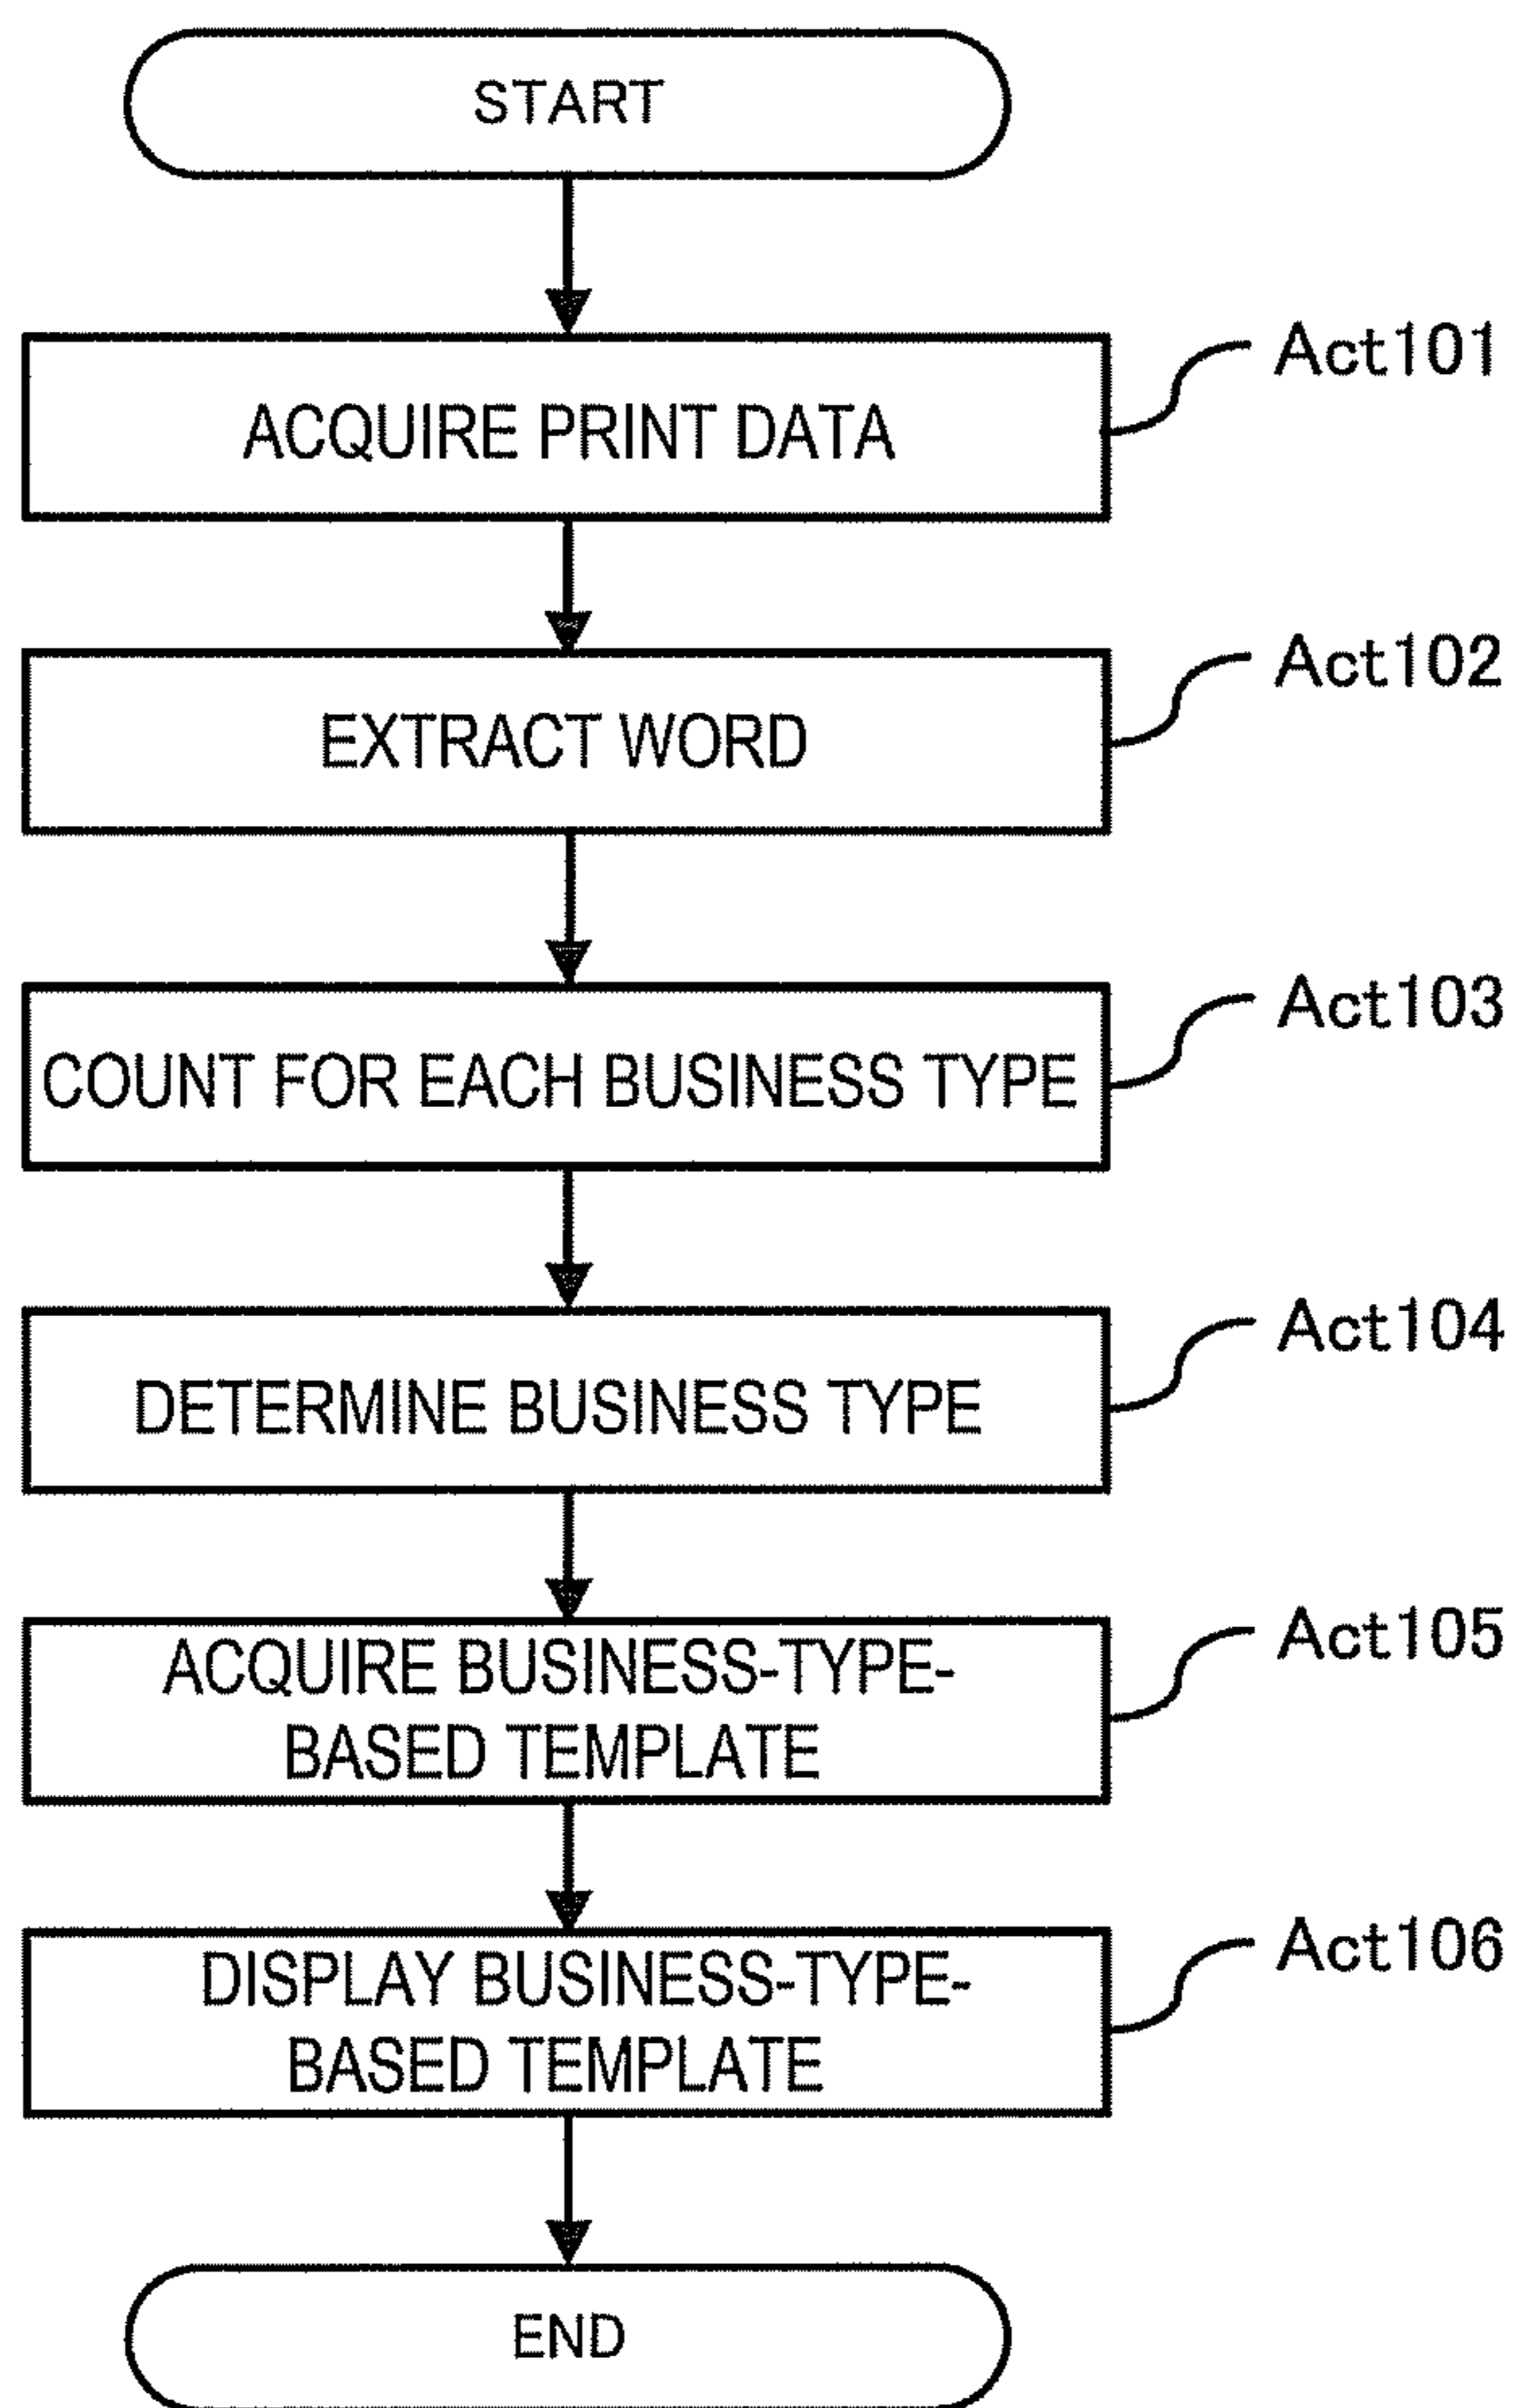 START
Act101
ACQUIRE PRINT DATA
Act102
EXTRACT WORD
Act103
COUNT FOR EACH BUSINESS TYPE
Act104
DETERMINE BUSINESS TYPE
Act105
ACQUIRE BUSINESS-TYPE-
BASED TEMPLATE
Act106
DISPLAY BUSINESS-TYPE-
BASED TEMPLATE
END